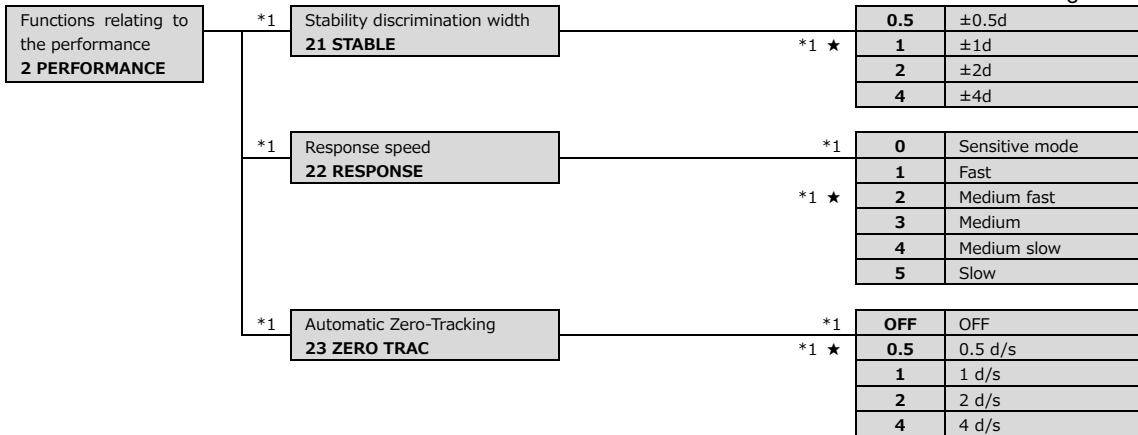 Functions relating to
the performance
2 PERFORMANCE
*1
Stability discrimination width
21 STABLE
*1 ★
0.5 ±0.5d
1 ±1d
2 ±2d
4 ±4d
*1
Response speed
22 RESPONSE
*1
*1 ★
0 Sensitive mode
1 Fast
2 Medium fast
3 Medium
4 Medium slow
5 Slow
*1
Automatic Zero-Tracking
23 ZERO TRAC
*1
*1 ★
OFF OFF
0.5 0.5 d/s
1 1 d/s
2 2 d/s
4 4 d/s